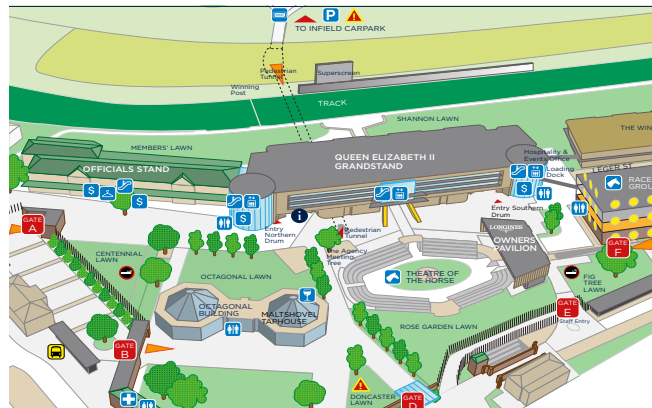 P
TO INFIELD CARPARK
Pedestrian
Tunnel
Superscreen
Winning
Post
TRACK
SHANNON LAWN
MEMBERS' LAWN
OFFICIALS STAND
QUEEN ELIZABETH II
GRANDSTAND
Hospitality &
Events Office
Loading
Dock
THE WIN
LEGER ST
RACE
GROU
$
$
$
$
$
i
GATE
A
Entry
Northern
Drum
Pedestrian
Tunnel
The Agency
Meeting
Tree
Entry Southern
Drum
LONGINES
OWNERS'
PAVILION
GATE
F
CENTENNIAL
LAWN
OCTAGONAL LAWN
THEATRE OF
THE HORSE
FIG
TREE
LAWN
OCTAGONAL
BUILDING
MALTSHOVEL
TAPHOUSE
ROSE GARDEN LAWN
GATE
E
Staff Entry
GATE
B
DONCASTER
LAWN
GATE
D